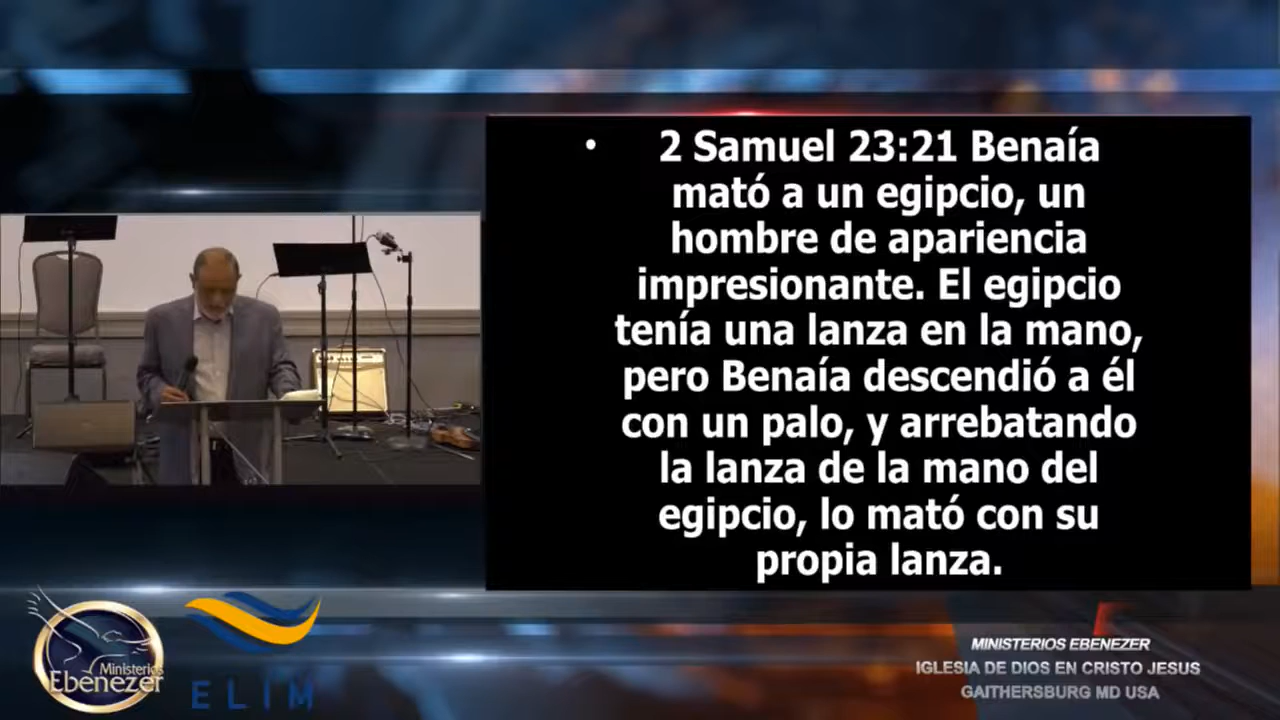 • 2 Samuel 23:21 Benaía
mató a un egipcio, un
hombre de apariencia
impresionante. El egipcio
tenía una lanza en la mano,
pero Benaía descendió a él
con un palo, y arrebatando
la lanza de la mano del
egipcio, lo mató con su
propia lanza.
Ministerios
Ebenezer
ELIM
MINISTERIOS EBENEZER
IGLESIA DE DIOS EN CRISTO JESUS
GAITHERSBURG MD USA